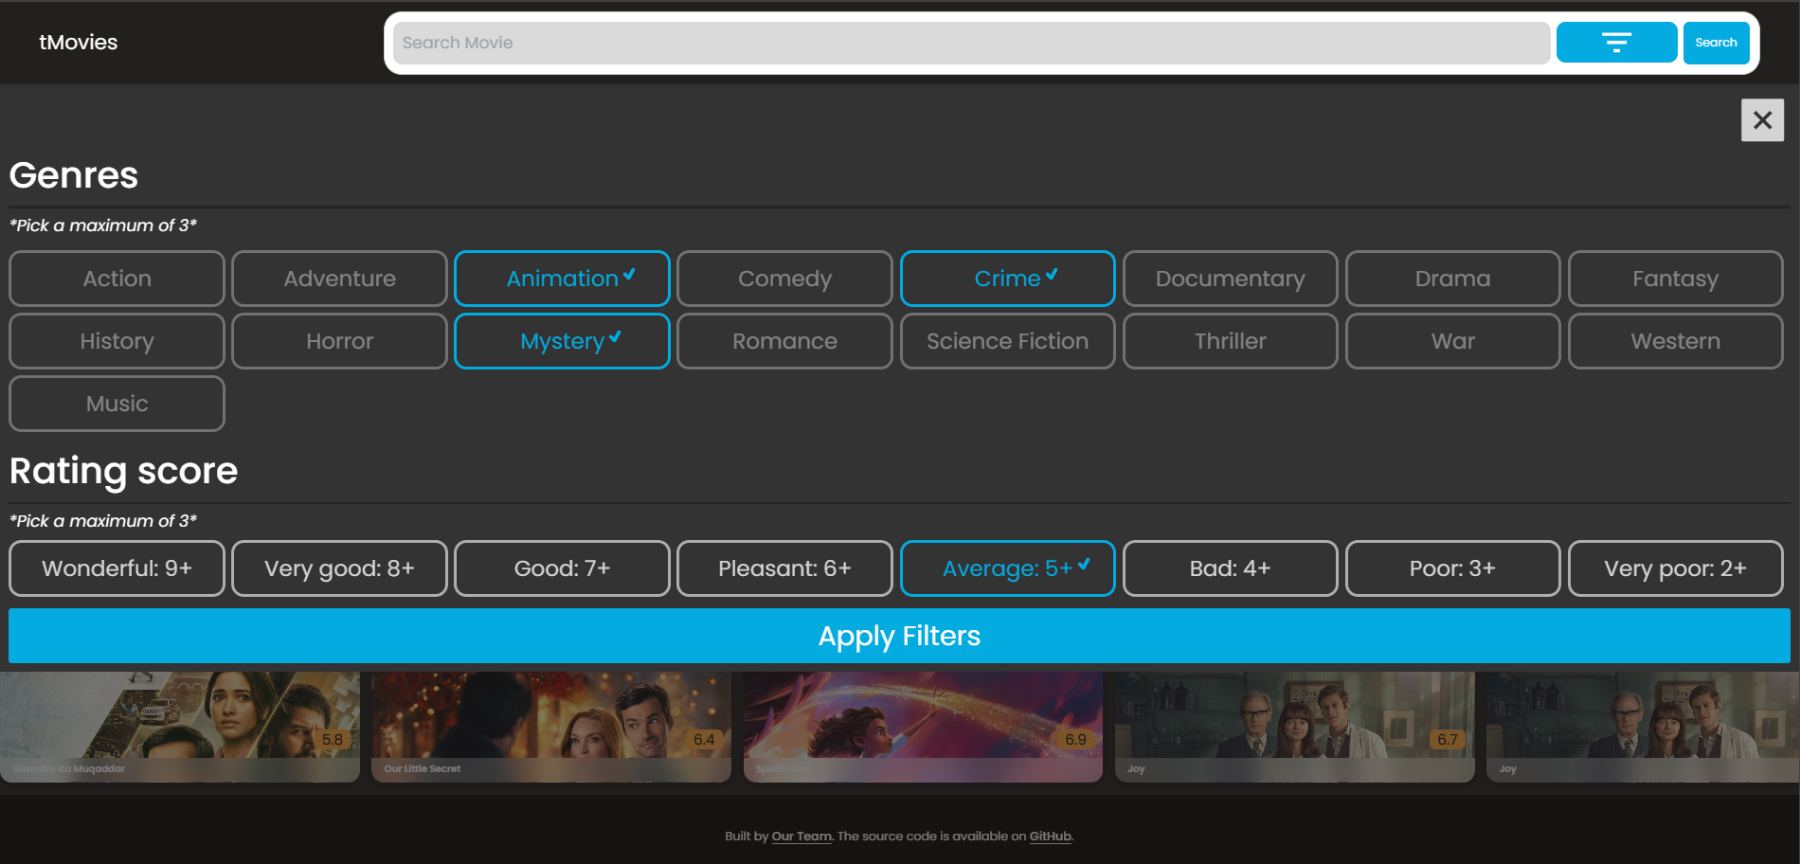 tMovies
Search Movie
Search
Genres
*Pick a maximum of 3*
Action Adventure Animation Comedy Crime Documentary Drama Fantasy
History Horror Mystery Romance Science Fiction Thriller War Western
Music
Rating score
*Pick a maximum of 3*
Wonderful: 9+ Very good: 8+ Good: 7+ Pleasant: 6+ Average: 5+ Bad: 4+ Poor: 3+ Very poor: 2+
Apply Filters
5.8 6.4 6.9 6.7
Sikandar Ka Muqaddar Our Little Secret Joy Joy
Built by Our Team. The source code is available on GitHub.